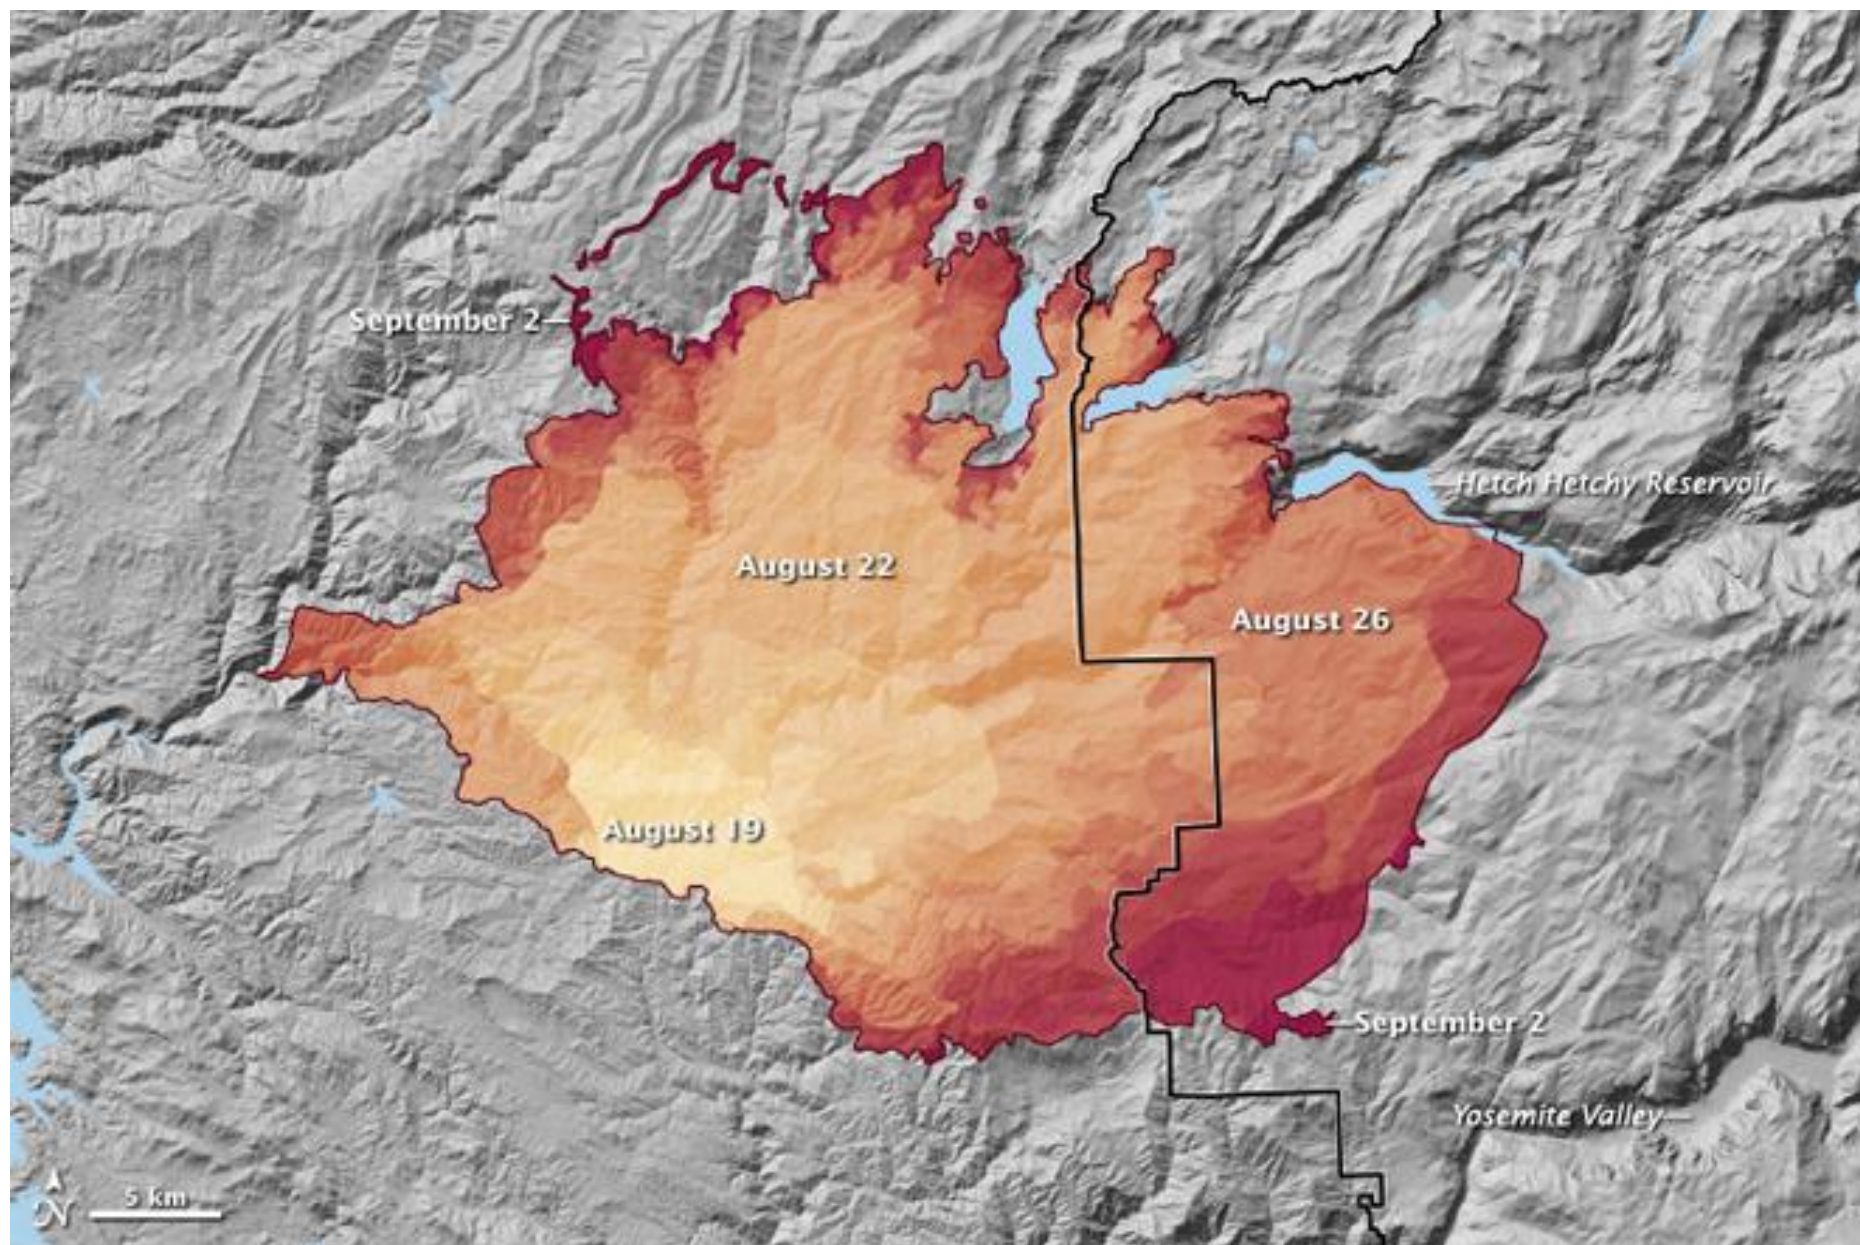 September 2
Hetch Hetchy Reservoir
August 22
August 26
August 19
September 2
Yosemite Valley
5 km
N